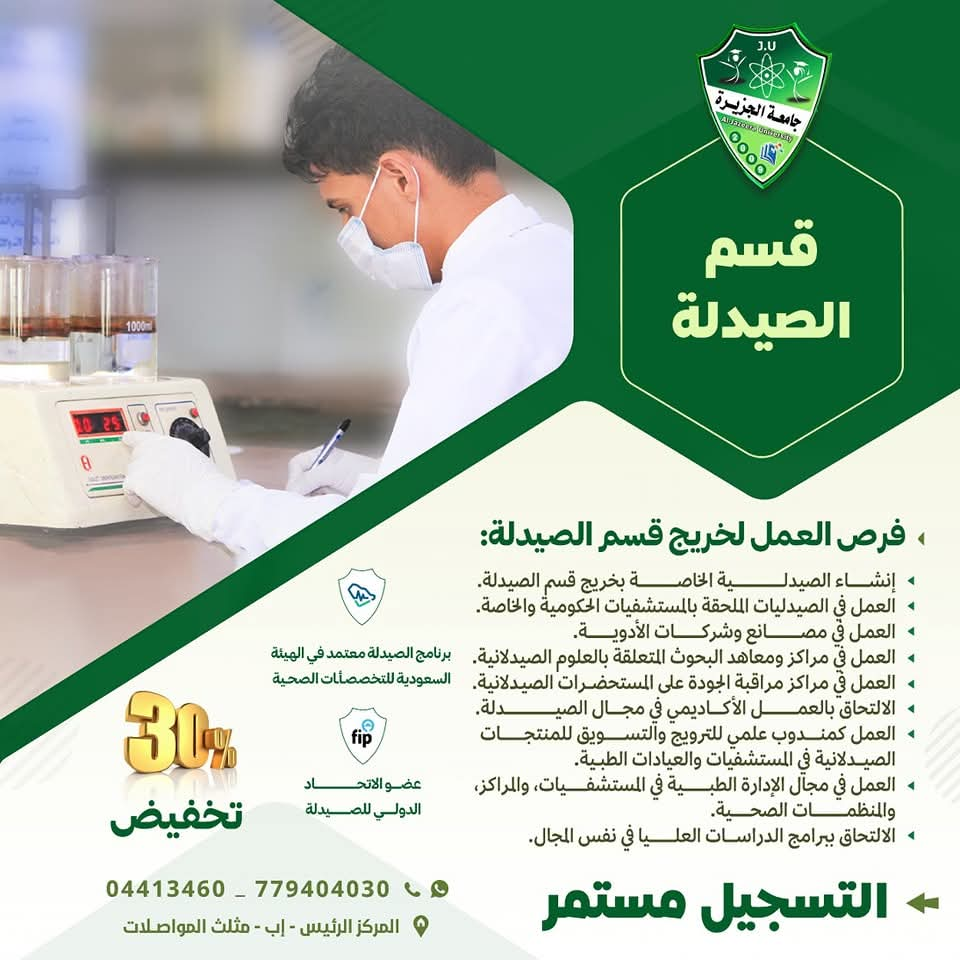 J.U
جامعة الجزيرة
Al-Jazeera University
2009
قسم
الصيدلة
1000ml
فرص العمل لخريج قسم الصيدلة:
إنشاء الصيدلية الخاصة بخريج قسم الصيدلة.
العمل في الصيدليات الملحقة بالمستشفيات الحكومية والخاصة.
العمل في مصانع وشركات الأدوية.
العمل في مراكز ومعاهد البحوث المتعلقة بالعلوم الصيدلانية.
العمل في مراكز مراقبة الجودة على المستحضرات الصيدلانية.
الالتحاق بالعمل الأكاديمي في مجال الصيدلة.
العمل كمندوب علمي للترويج والتسويق للمنتجات
الصيدلانية في المستشفيات والعيادات الطبية.
العمل في مجال الإدارة الطبية في المستشفيات، والمراكز،
والمنظمات الصحية.
الالتحاق ببرامج الدراسات العليا في نفس المجال.
التسجيل مستمر
برنامج الصيدلة معتمد في الهيئة
السعودية للتخصصات الصحية
fip
عضو الاتحاد
الدولي للصيدلة
30%
تخفيض
04413460 _ 779404030
المركز الرئيس - إب - مثلث المواصلات